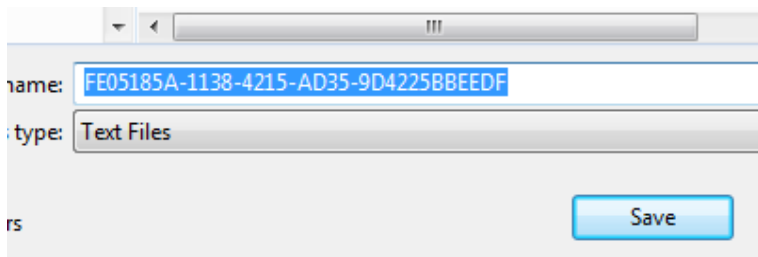 name: FE05185A-1138-4215-AD35-9D4225BBEEDF
type: Text Files
rs
Save